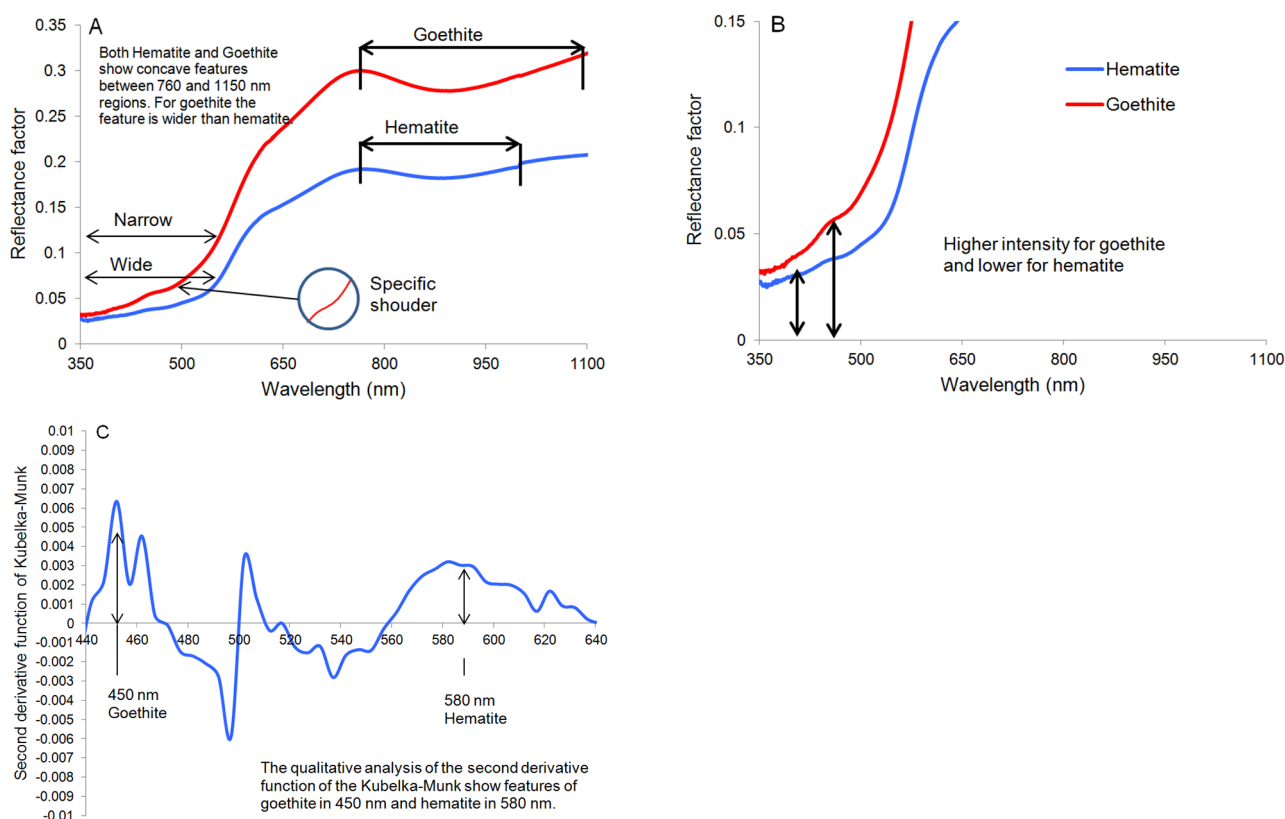 A
Both Hematite and Goethite
show concave features
between 760 and 1150 nm
regions. For goethite the
feature is wider than hematite
Goethite
Hematite
Narrow
Wide
Specific
shouder
Reflectance factor
0.35
0.3
0.25
0.2
0.15
0.1
0.05
0
350 500 650 800 950 1100
Wavelength (nm)
B
Hematite
Goethite
Higher intensity for goethite
and lower for hematite
Reflectance factor
0.15
0.1
0.05
0
350 500 650 800 950 1100
Wavelength (nm)
C
Second derivative function of Kubelka-Munk
0.01
0.009
0.008
0.007
0.006
0.005
0.004
0.003
0.002
0.001
0
-0.001
-0.002
-0.003
-0.004
-0.005
-0.006
-0.007
-0.008
-0.009
-0.01
440 460 480 500 520 540 560 580 600 620 640
450 nm
Goethite
580 nm
Hematite
The qualitative analysis of the second derivative
function of the Kubelka-Munk show features of
goethite in 450 nm and hematite in 580 nm.